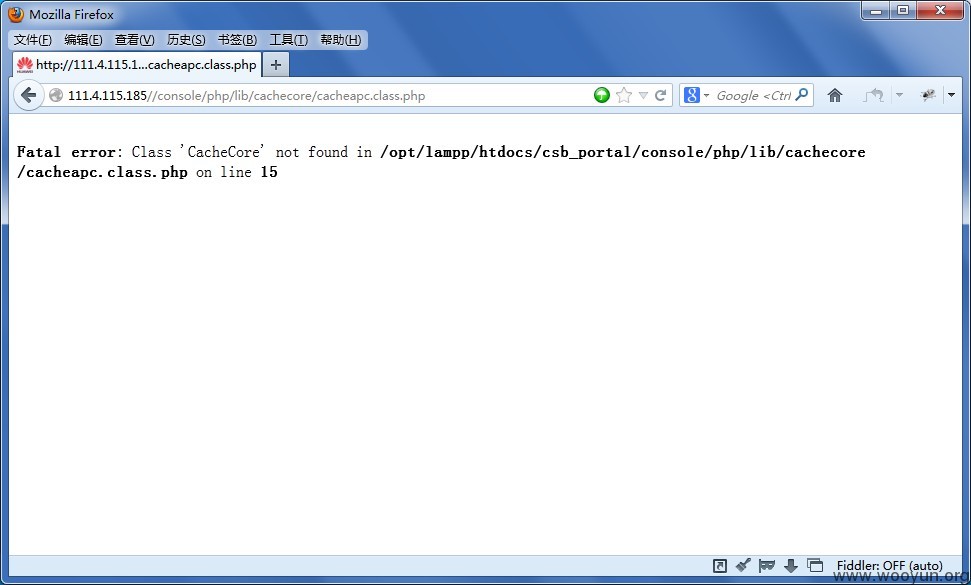 Mozilla Firefox
文件(F) 编辑(E) 查看(V) 历史(S) 书签(B) 工具(T) 帮助(H)
HUAWEI http://111.4.115.1...cacheapc.class.php +
111.4.115.185//console/php/lib/cachecore/cacheapc.class.php 8 Google <Ctrl
Fatal error: Class 'CacheCore' not found in /opt/lampp/htdocs/csb_portal/console/php/lib/cachecore
/cacheapc.class.php on line 15
Fiddler: OFF (auto)
www.wooyun.org